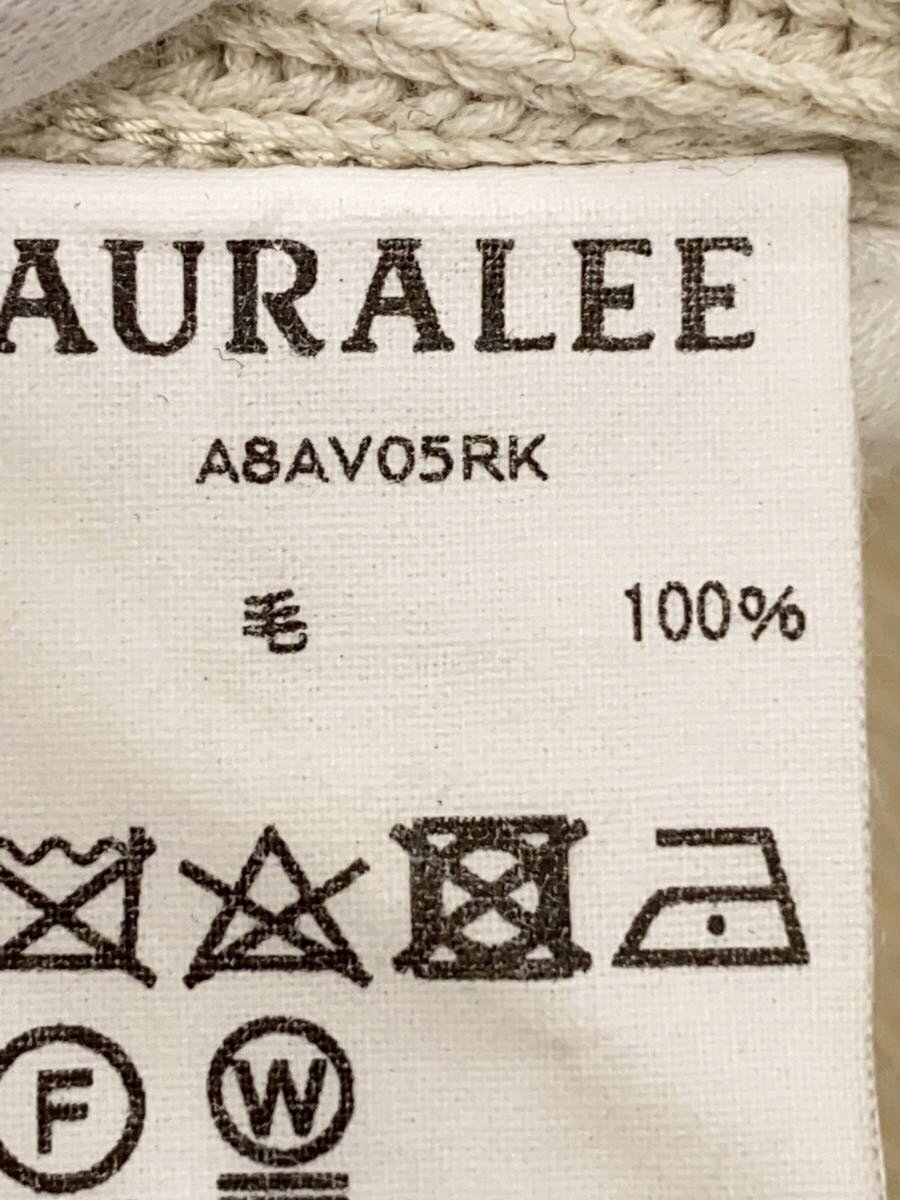 AURALEE
A8AV05RK
毛 100%
F W